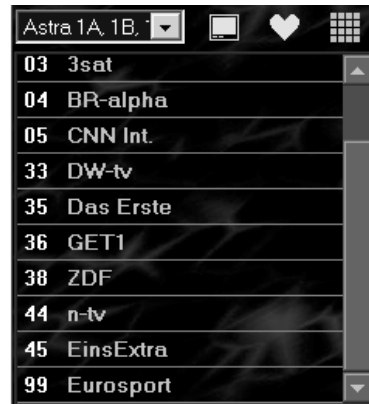 Astra 1A, 1B, 1
03 3sat
04 BR-alpha
05 CNN Int.
33 DW-tv
35 Das Erste
36 GET1
38 ZDF
44 n-tv
45 EinsExtra
99 Eurosport